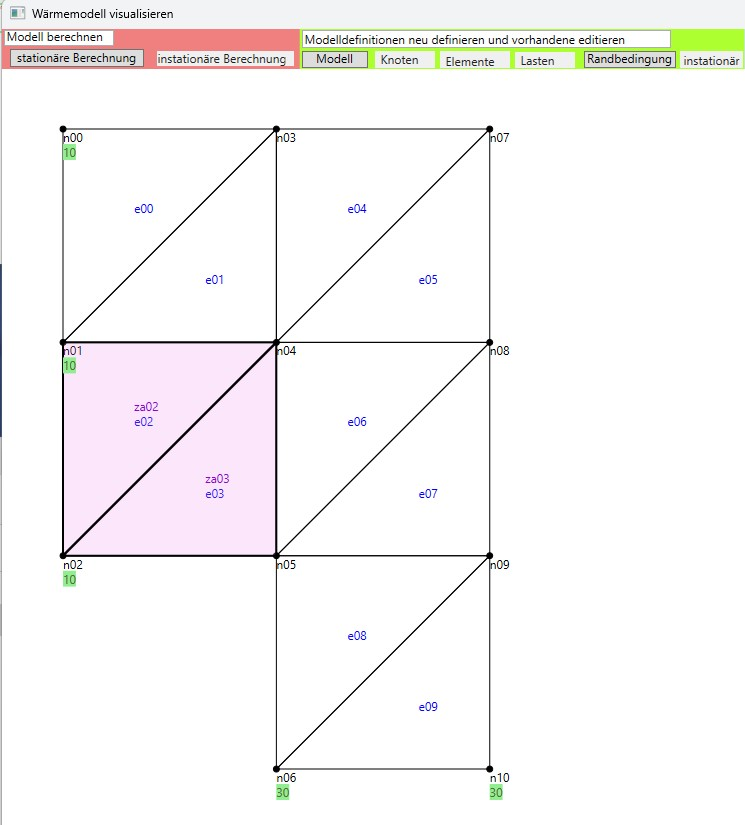 Wärmemodell visualisieren
Modell berechnen
Modelldefinitionen neu definieren und vorhandene editieren
stationäre Berechnung instationäre Berechnung Modell Knoten Elemente Lasten Randbedingung instationär
n00 n03 n07
10
e00 e04
e01 e05
n01 n04 n08
10
za02
e02 e06
za03
e03 e07
n02 n05 n09
10
e08
e09
n06 n10
30 30